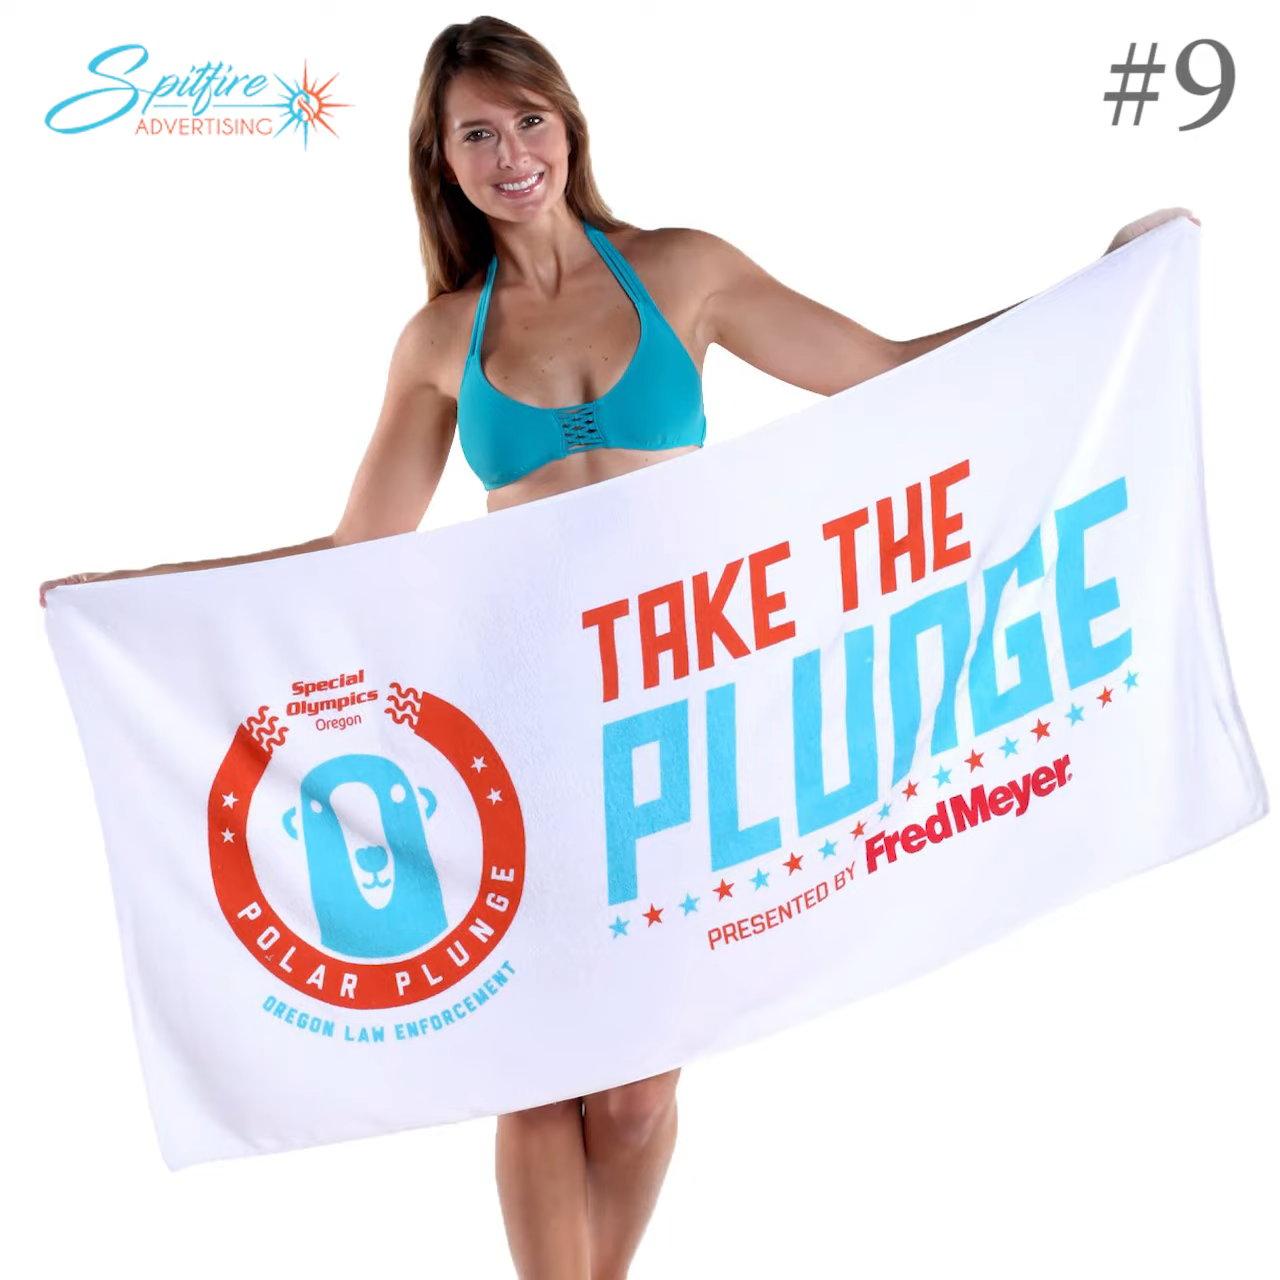 Spitfire
ADVERTISING
#9
Special
Olympics
Oregon
POLAR PLUNGE
OREGON LAW ENFORCEMENT
TAKE THE
PLUNGE
PRESENTED BY FredMeyer.